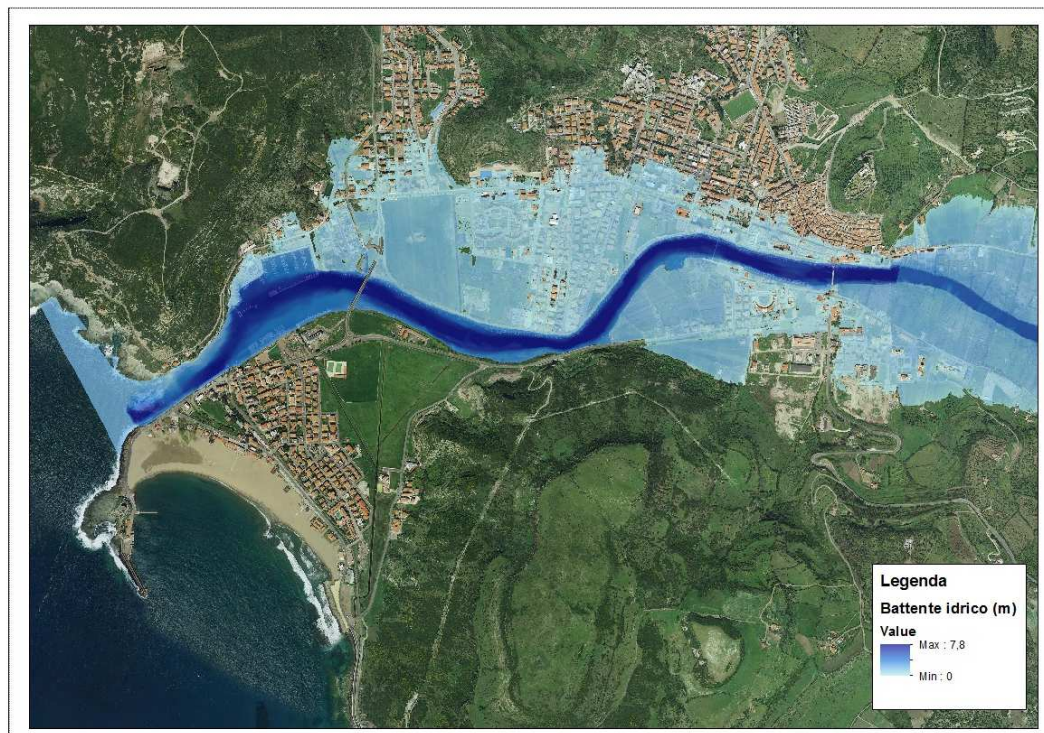 Legenda
Battente idrico (m)
Value
Max : 7,8
Min : 0